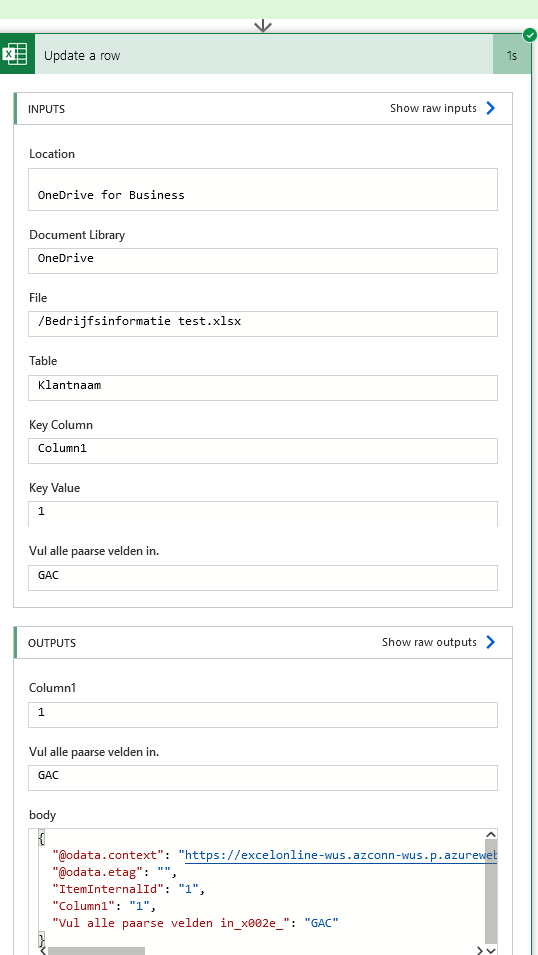 Update a row
1s
INPUTS
Show raw inputs
Location
OneDrive for Business
Document Library
OneDrive
File
/Bedrijfsinformatie test.xlsx
Table
Klantnaam
Key Column
Column1
Key Value
1
Vul alle paarse velden in.
GAC
OUTPUTS
Show raw outputs
Column1
1
Vul alle paarse velden in.
GAC
body
{
"@odata.context": "https://excelonline-wus.azconn-wus.p.azureweb
"@odata.etag": "",
"ItemInternalId": "1",
"Column1": "1",
"Vul alle paarse velden in_x002e_": "GAC"
}